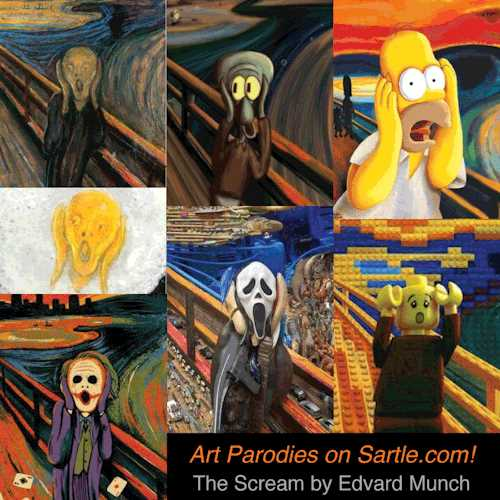 Art Parodies on Sartle.com!
The Scream by Edvard Munch